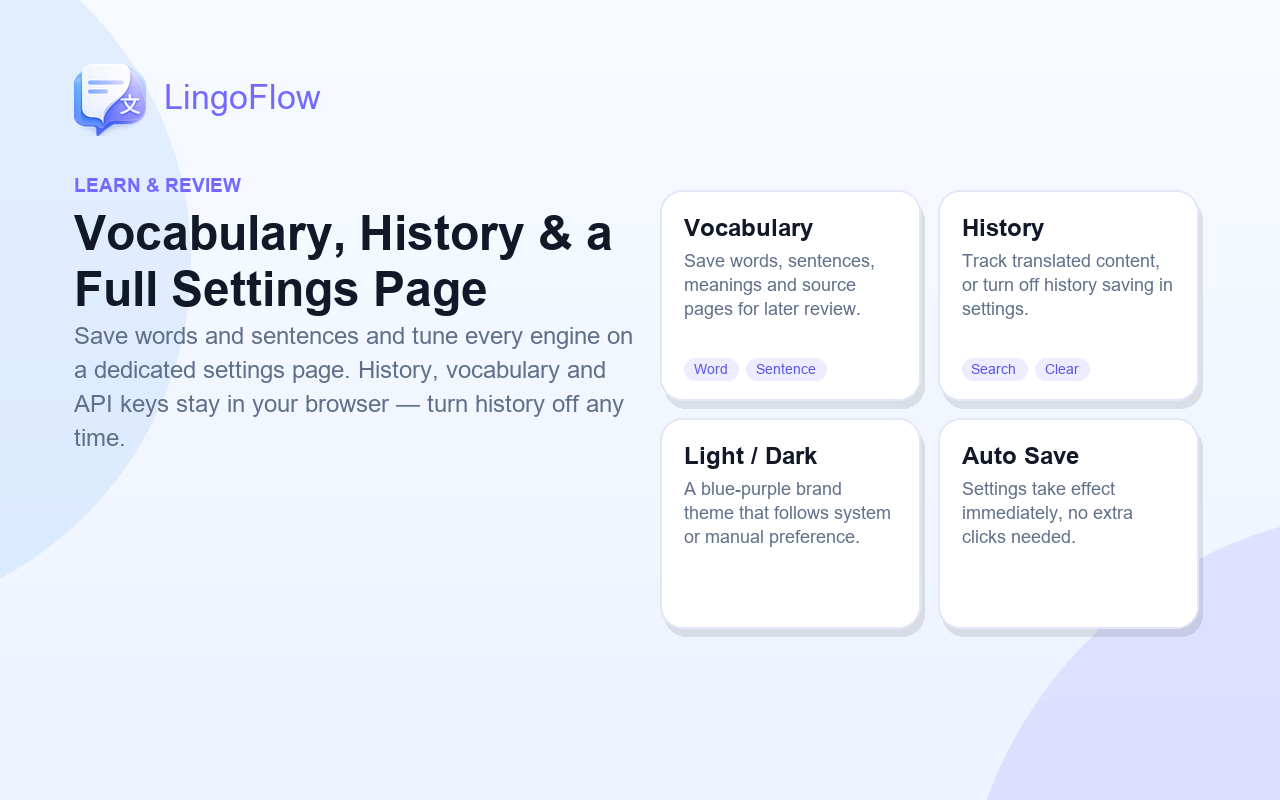 文
LingoFlow
LEARN & REVIEW
Vocabulary, History & a
Full Settings Page
Save words and sentences and tune every engine on
a dedicated settings page. History, vocabulary and
API keys stay in your browser — turn history off any
time.
Vocabulary
Save words, sentences,
meanings and source
pages for later review.
Word
Sentence
History
Track translated content,
or turn off history saving in
settings.
Search
Clear
Light / Dark
A blue-purple brand
theme that follows system
or manual preference.
Auto Save
Settings take effect
immediately, no extra
clicks needed.